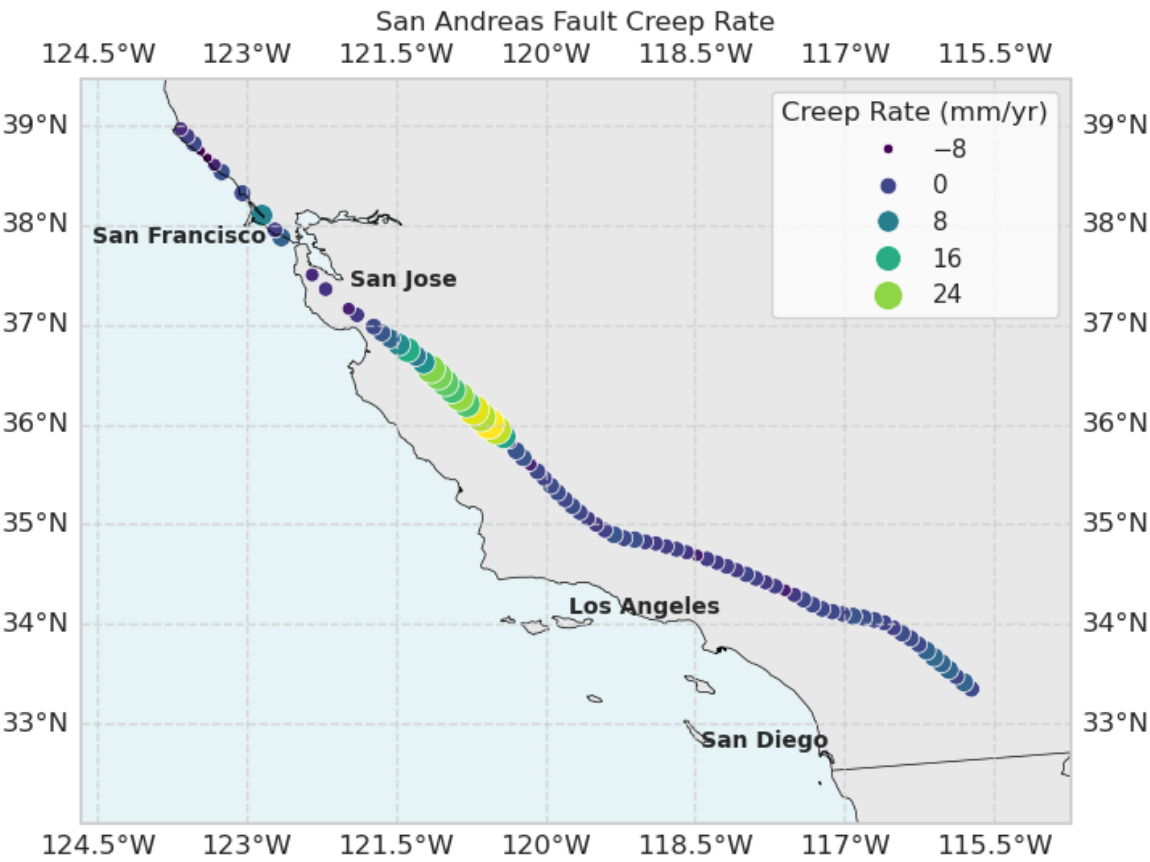 San Andreas Fault Creep Rate
124.5°W 123°W 121.5°W 120°W 118.5°W 117°W 115.5°W
Creep Rate (mm/yr)
39°N 39°N
−8
0
38°N 8 38°N
San Francisco
16
San Jose
24
37°N 37°N
36°N 36°N
35°N 35°N
Los Angeles
34°N 34°N
33°N 33°N
San Diego
124.5°W 123°W 121.5°W 120°W 118.5°W 117°W 115.5°W